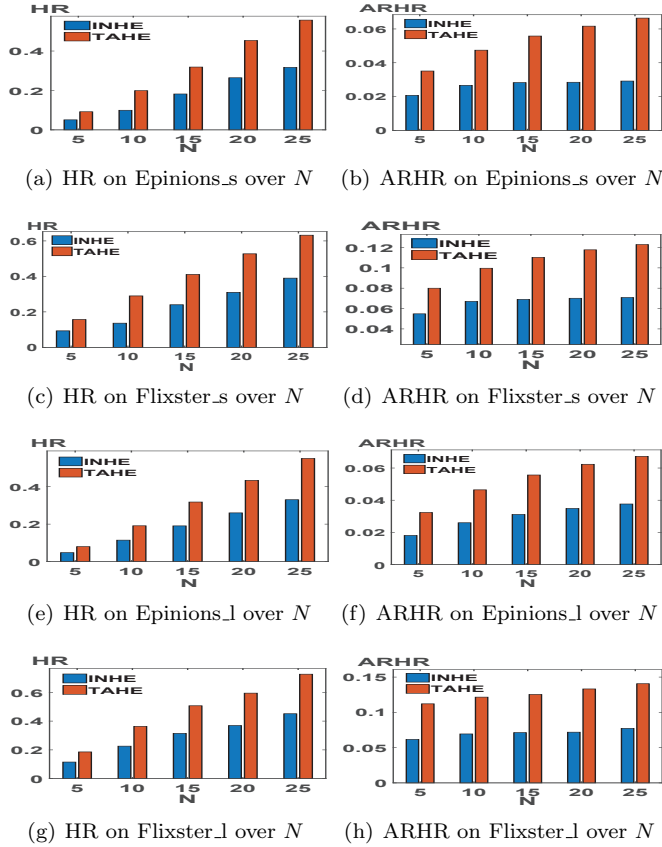 HR
INHE
TAHE
0.4
0.2
0
5 10 15 20 25
N
(a) HR on Epinions_s over N
ARHR
INHE
TAHE
0.06
0.04
0.02
0
5 10 15 20 25
N
(b) ARHR on Epinions_s over N
HR
INHE
TAHE
0.6
0.4
0.2
0
5 10 15 20 25
N
(c) HR on Flixster_s over N
ARHR
INHE
TAHE
0.12
0.1
0.08
0.06
0.04
5 10 15 20 25
N
(d) ARHR on Flixster_s over N
HR
INHE
TAHE
0.4
0.2
0
5 10 15 20 25
N
(e) HR on Epinions_l over N
ARHR
INHE
TAHE
0.06
0.04
0.02
0
5 10 15 20 25
N
(f) ARHR on Epinions_l over N
HR
INHE
TAHE
0.6
0.4
0.2
0
5 10 15 20 25
N
(g) HR on Flixster_l over N
ARHR
INHE
TAHE
0.15
0.1
0.05
0
5 10 15 20 25
N
(h) ARHR on Flixster_l over N